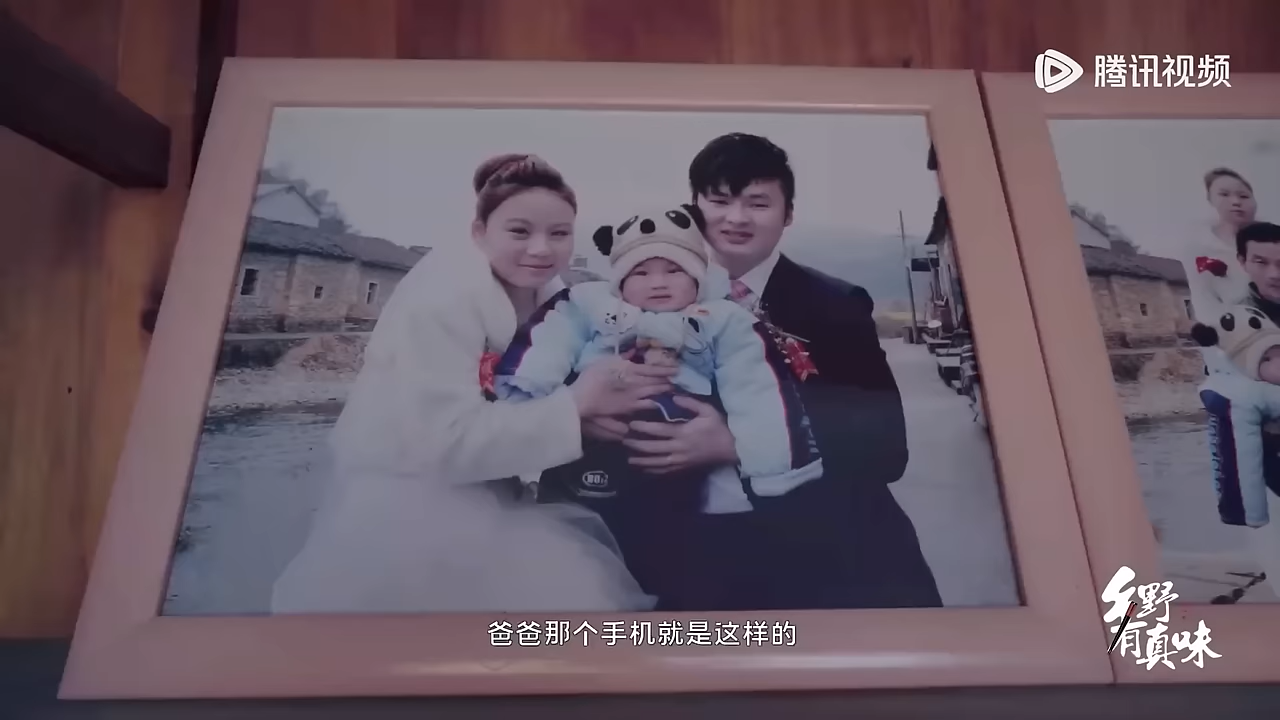 腾讯视频
爸爸那个手机就是这样的
乡野
有真味